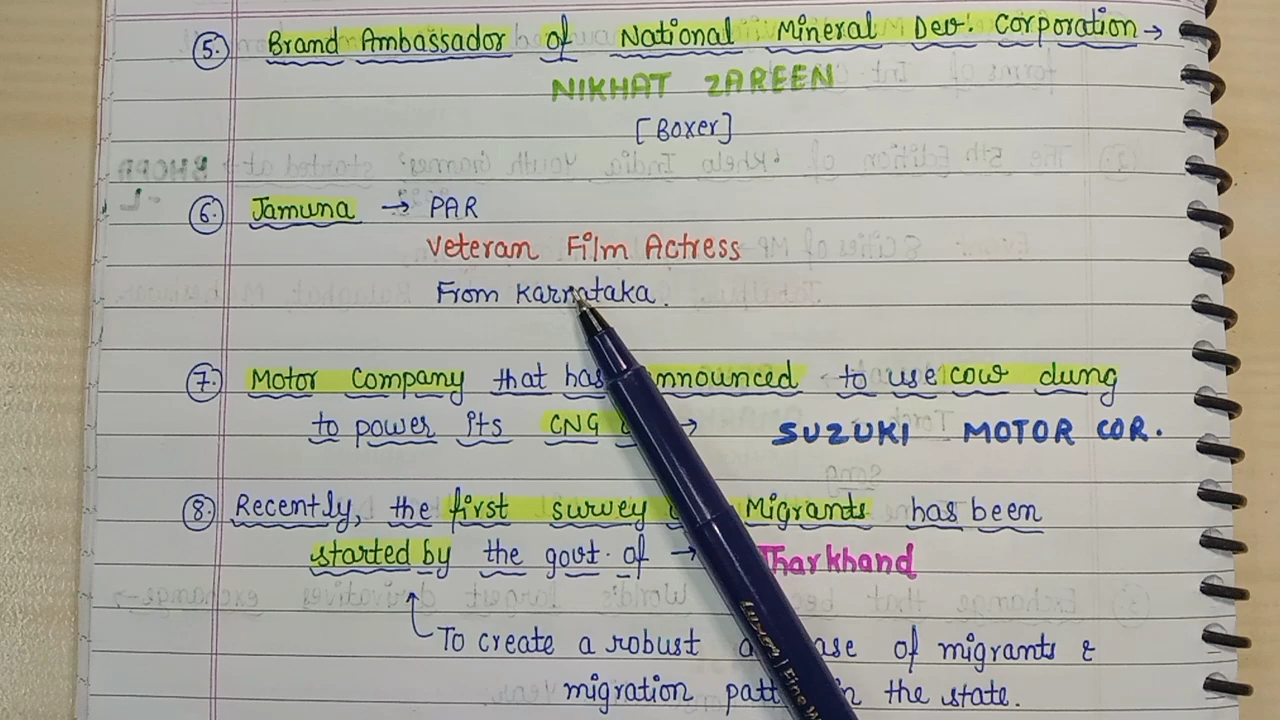 5. Brand Ambassador of National Mineral Dev. Corporation →
NIKHAT ZAREEN
[Boxer]
6. Jamuna → PAR
Veteran Film Actress
From Karnataka.
7. Motor Company that has announced to use cow dung
to power its CNG → SUZUKI MOTOR COR.
8. Recently, the first survey Migrants has been
started by the govt. of → Jharkhand
To create a robust of migrants &
migration in the state.
Luxor | Fine